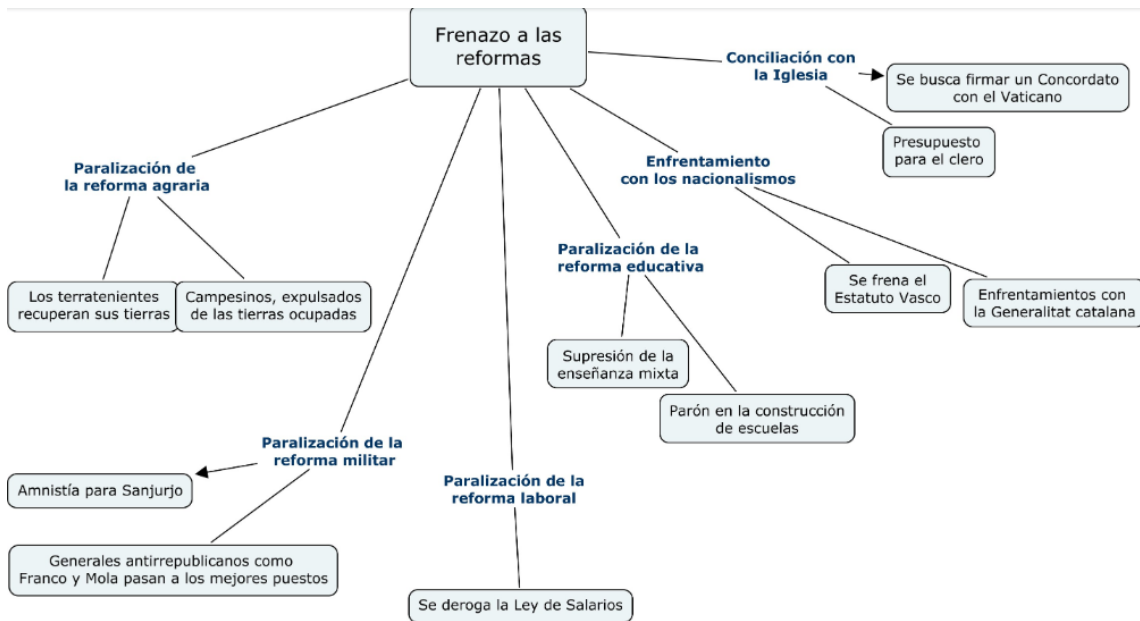 Frenazo a las
reformas
Conciliación con
la Iglesia
Se busca firmar un Concordato
con el Vaticano
Presupuesto
para el clero
Paralización de
la reforma agraria
Enfrentamiento
con los nacionalismos
Paralización de la
reforma educativa
Los terratenientes
recuperan sus tierras
Campesinos, expulsados
de las tierras ocupadas
Se frena el
Estatuto Vasco
Enfrentamientos con
la Generalitat catalana
Supresión de la
enseñanza mixta
Parón en la construcción
de escuelas
Paralización de la
reforma militar
Amnistía para Sanjurjo
Paralización de la
reforma laboral
Generales antirrepublicanos como
Franco y Mola pasan a los mejores puestos
Se deroga la Ley de Salarios